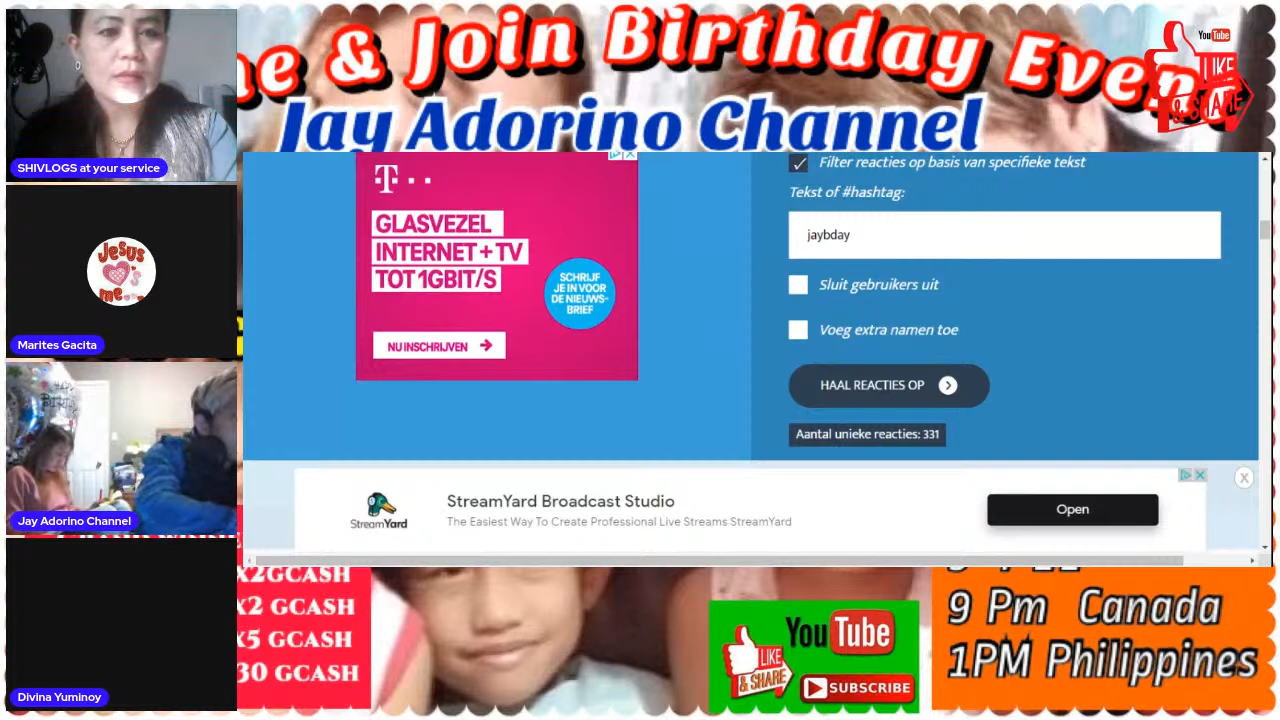 & Join Birthday
Jay Adorino Channel
YouTube
LIKE
& SHARE
SHIVLOGS at your service
Jesus
me
Marites Gacita
Jay Adorino Channel
Divina Yuminoy
T
GLASVEZEL
INTERNET + TV
TOT 1GBIT/S
SCHRIJF
JE IN VOOR
DE NIEUWS-
BRIEF
NU INSCHRIJVEN
Filter reacties op basis van specifieke tekst
Tekst of #hashtag:
jaybday
Sluit gebruikers uit
Voeg extra namen toe
HAAL REACTIES OP
Aantal unieke reacties: 331
StreamYard
StreamYard Broadcast Studio
The Easiest Way To Create Professional Live Streams StreamYard
Open
X2GCASH
X2 GCASH
X5 GCASH
30 GCASH
YouTube
LIKE
& SHARE
SUBSCRIBE
9 Pm Canada
1PM Philippines